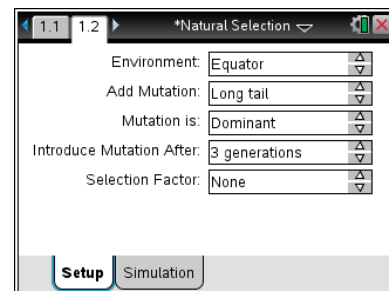 1.1 1.2 *Natural Selection
Environment: Equator
Add Mutation: Long tail
Mutation is: Dominant
Introduce Mutation After: 3 generations
Selection Factor: None
Setup Simulation